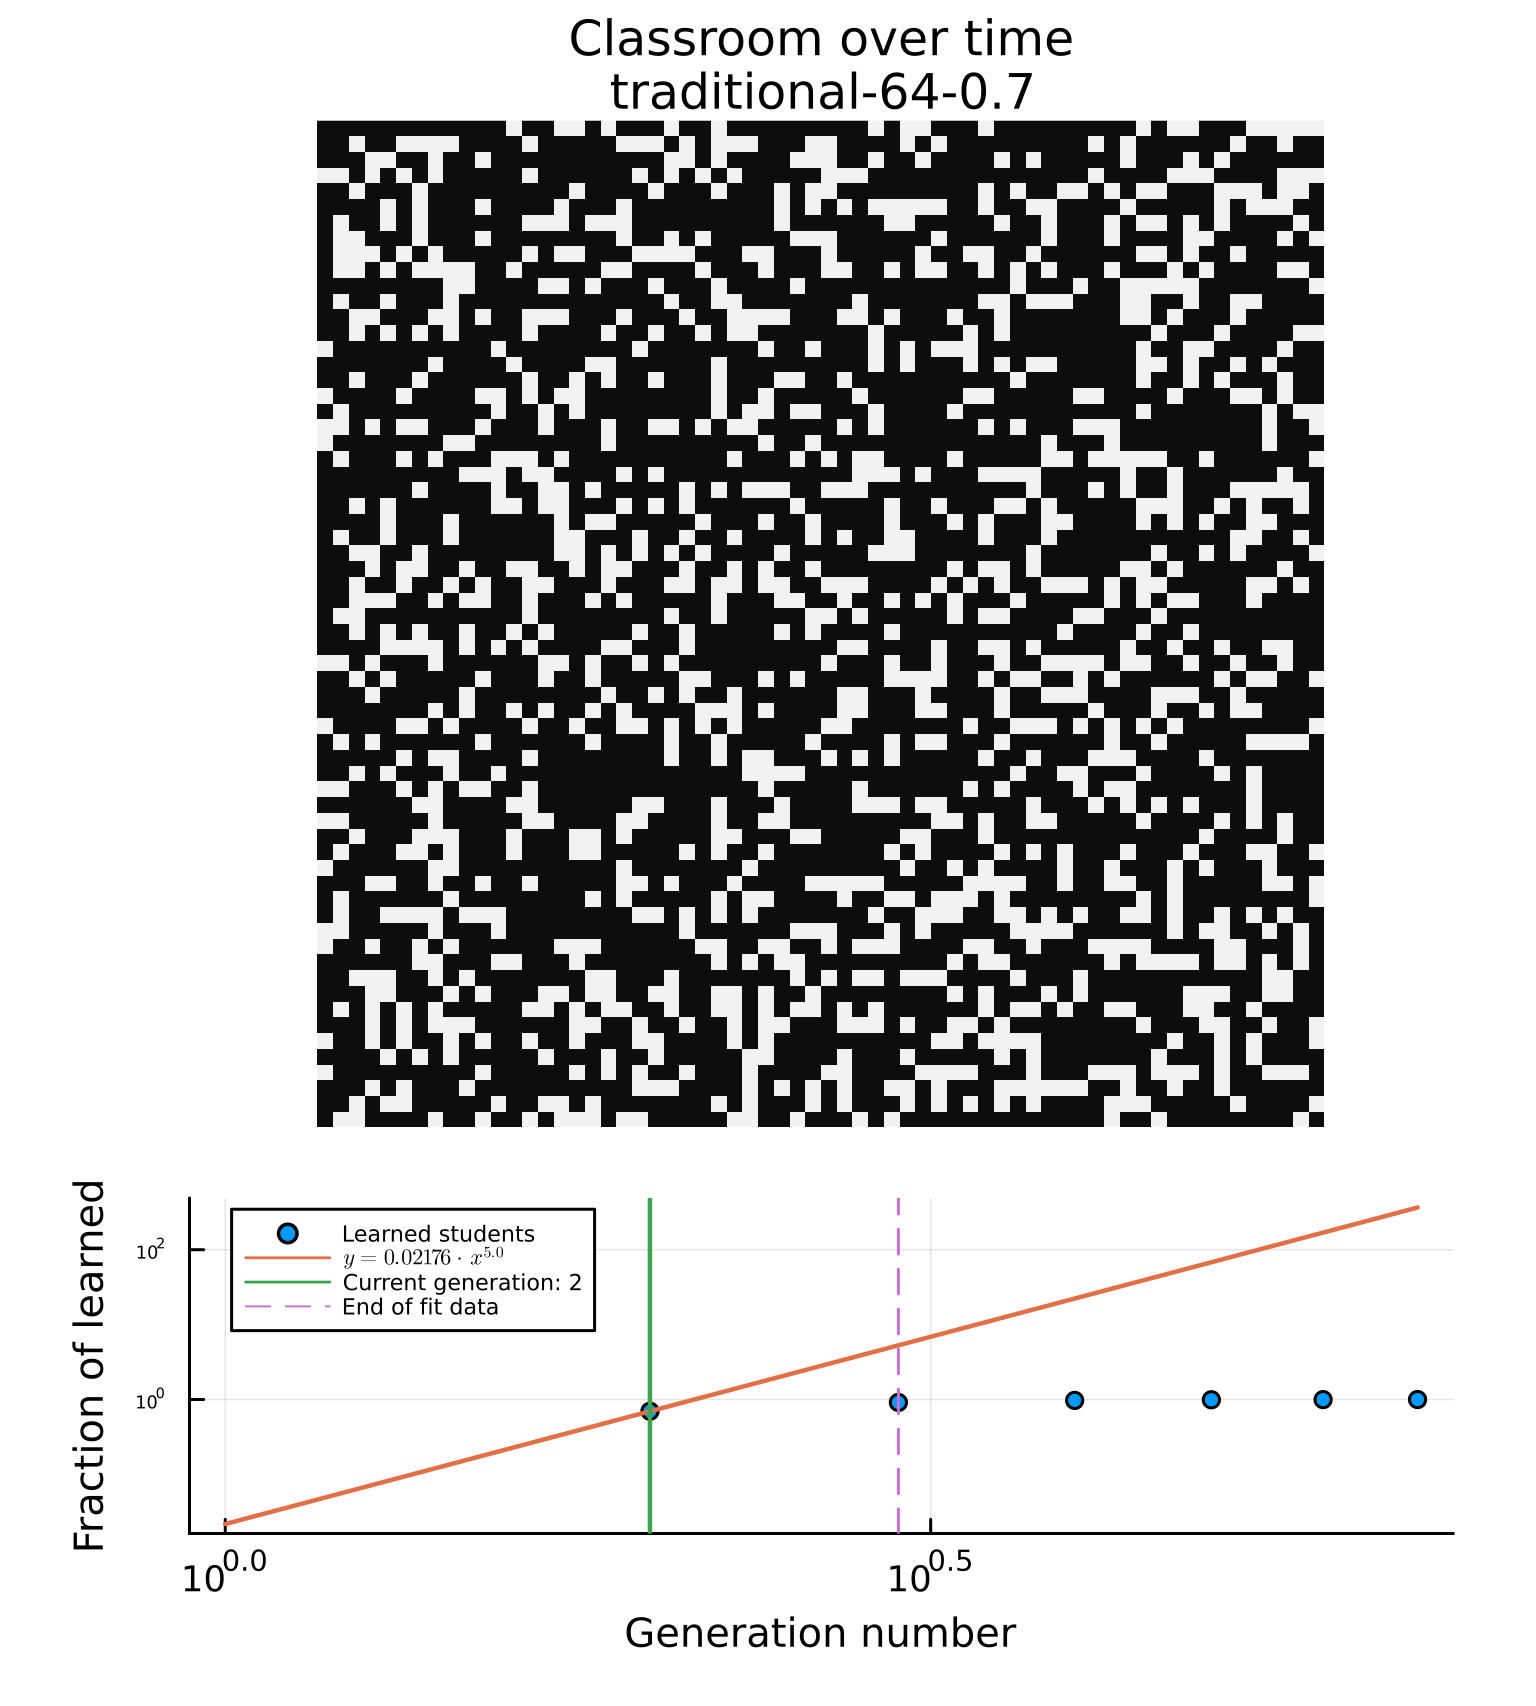 Classroom over time
traditional-64-0.7
Fraction of learned
10^2
10^0
Learned students
y = 0.02176 · x^5.0
Current generation: 2
End of fit data
10^0.0
10^0.5
Generation number